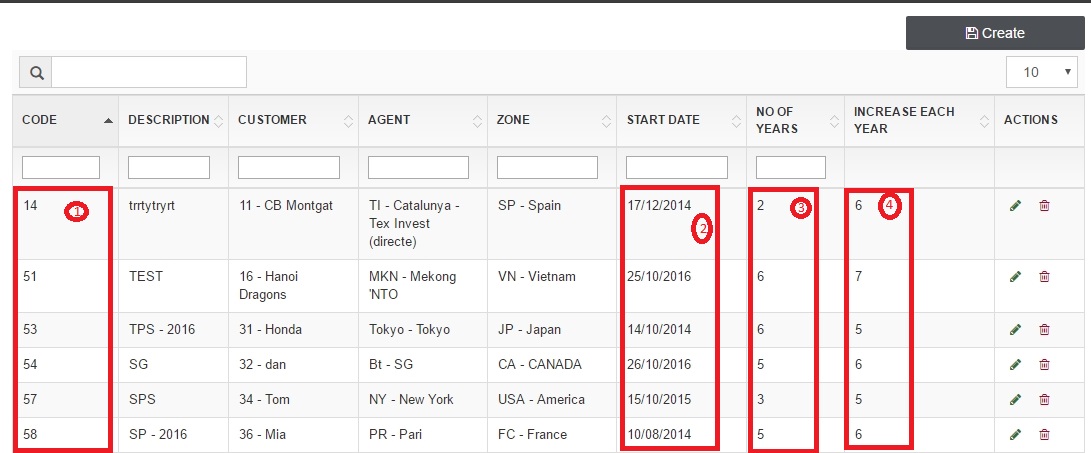 Create
10
CODE DESCRIPTION CUSTOMER AGENT ZONE START DATE NO OF YEARS INCREASE EACH YEAR ACTIONS
14 1 trrtytryrt 11 - CB Montgat TI - Catalunya - Tex Invest (directe) SP - Spain 17/12/2014 2 2 3 6 4
51 TEST 16 - Hanoi Dragons MKN - Mekong 'NTO VN - Vietnam 25/10/2016 6 7
53 TPS - 2016 31 - Honda Tokyo - Tokyo JP - Japan 14/10/2014 6 5
54 SG 32 - dan Bt - SG CA - CANADA 26/10/2016 5 6
57 SPS 34 - Tom NY - New York USA - America 15/10/2015 3 5
58 SP - 2016 36 - Mia PR - Pari FC - France 10/08/2014 5 6